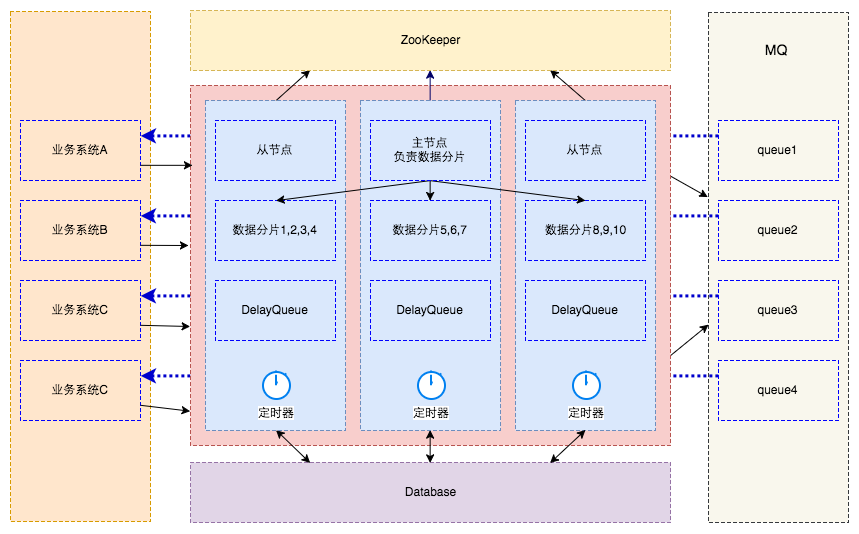 ZooKeeper
MQ
业务系统A
从节点
主节点
负责数据分片
从节点
queue1
业务系统B
数据分片1,2,3,4
数据分片5,6,7
数据分片8,9,10
queue2
业务系统C
DelayQueue
DelayQueue
DelayQueue
queue3
业务系统C
queue4
定时器
定时器
定时器
Database